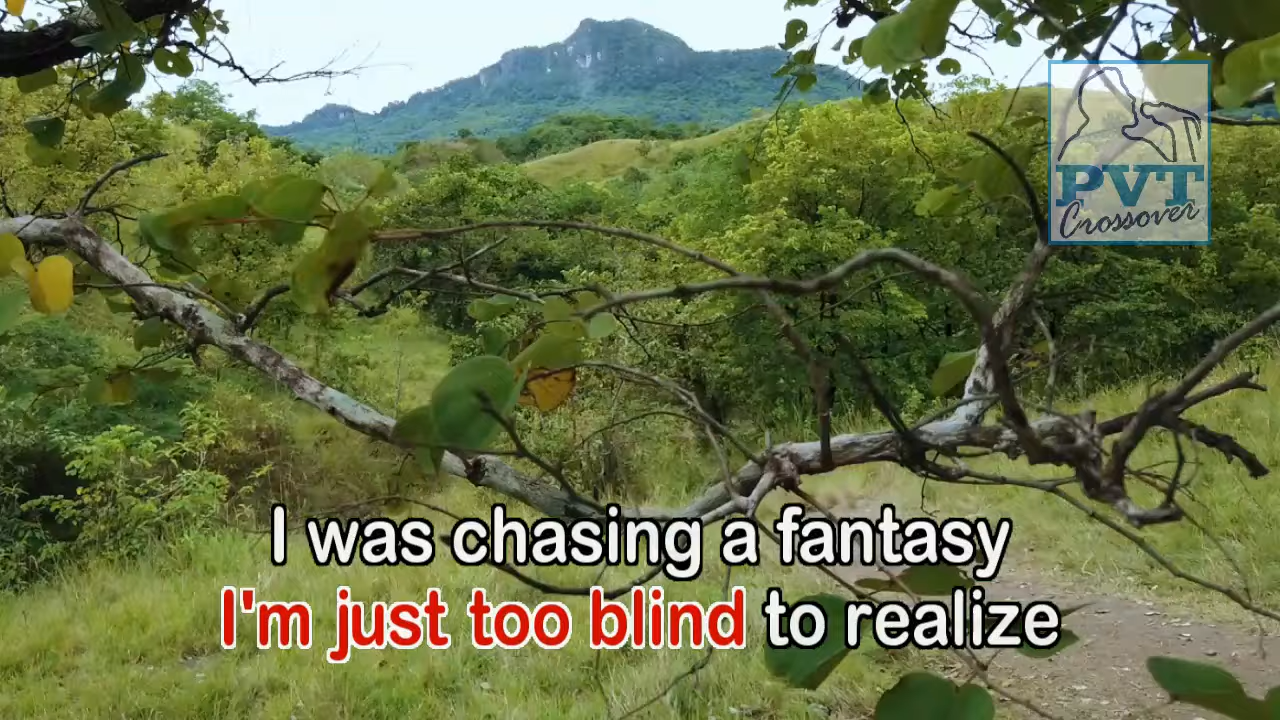 PVT
Crossover
I was chasing a fantasy
I'm just too blind to realize